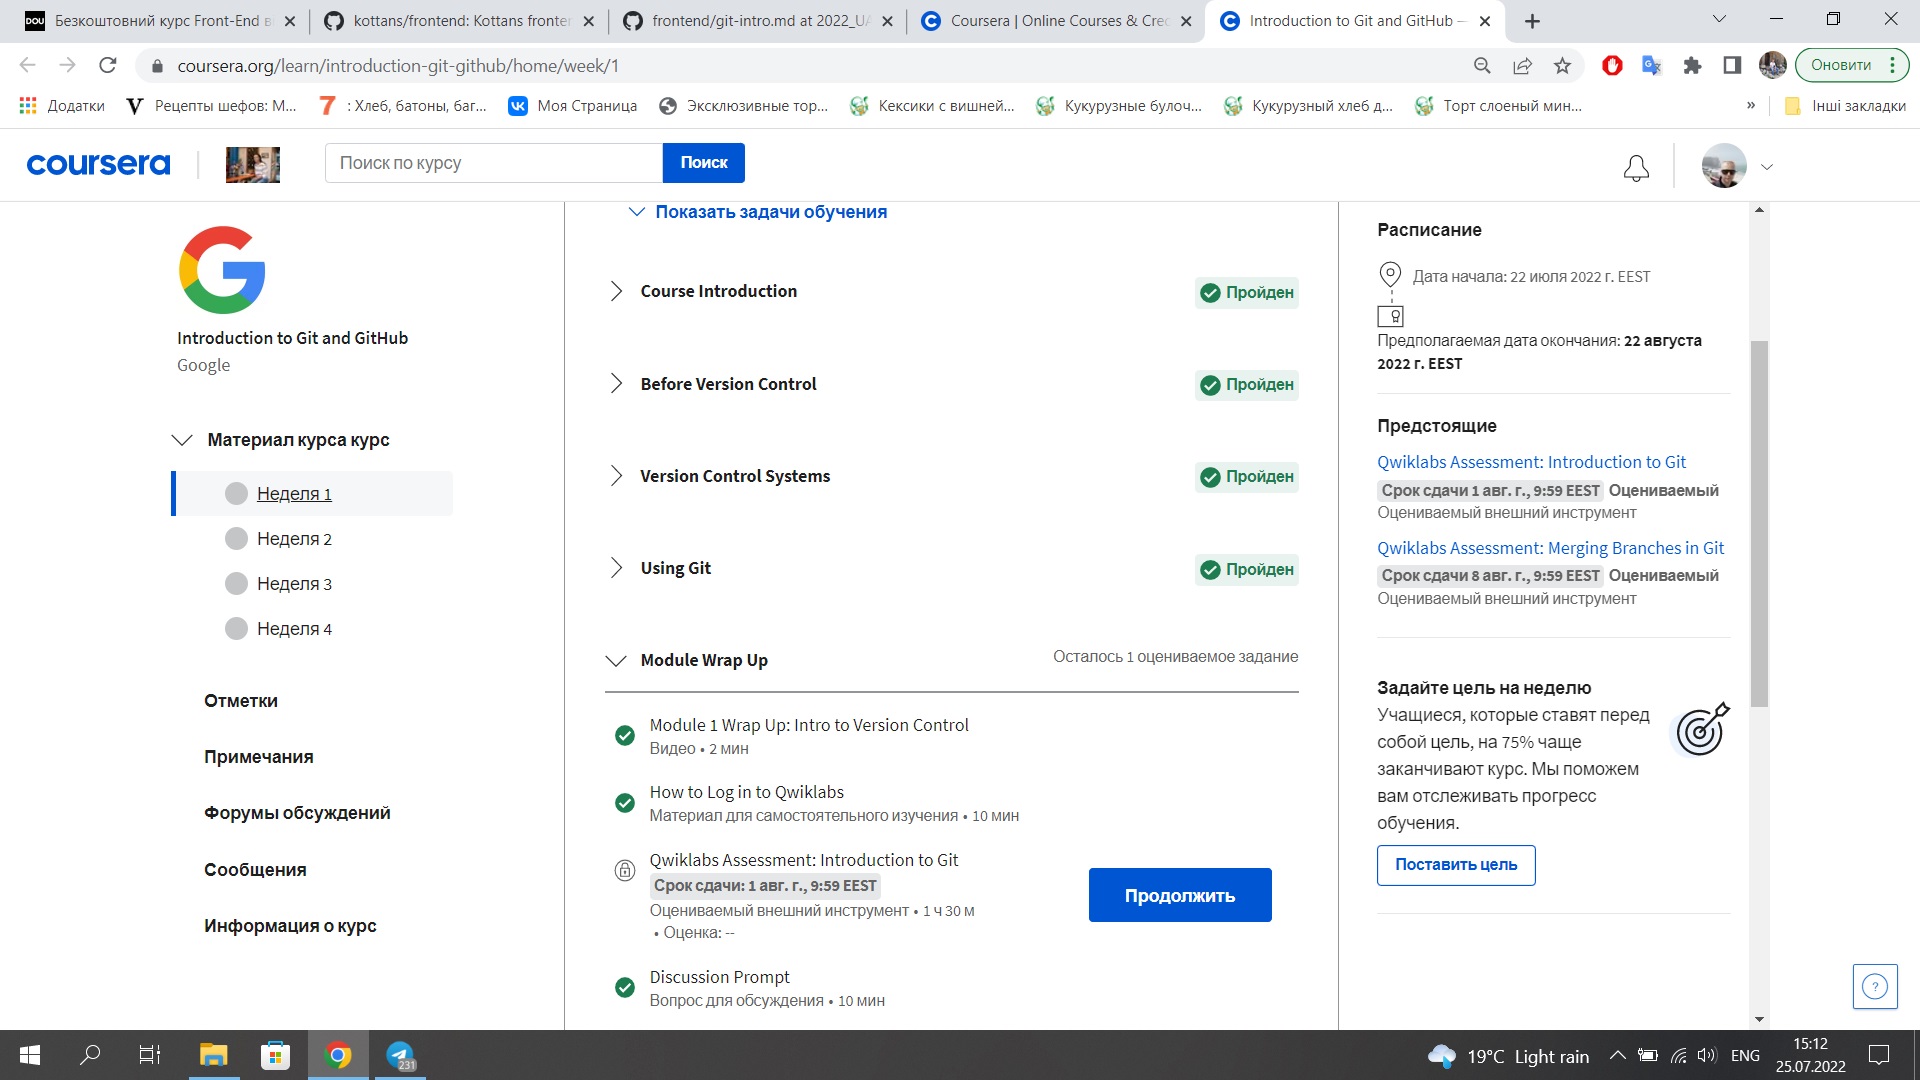 DOU Безкоштовний курс Front-End ві
kottans/frontend: Kottans fronten
frontend/git-intro.md at 2022_UA
Coursera | Online Courses & Cred
Introduction to Git and GitHub —
coursera.org/learn/introduction-git-github/home/week/1
Оновити
Додатки
Рецепты шефов: М...
: Хлеб, батоны, баг...
Моя Страница
Эксклюзивные тор...
Кексики с вишней...
Кукурузные булоч...
Кукурузный хлеб д...
Торт слоеный мин...
»
Інші закладки
coursera
Поиск по курсу
Поиск
Introduction to Git and GitHub
Google
Материал курса курс
Неделя 1
Неделя 2
Неделя 3
Неделя 4
Отметки
Примечания
Форумы обсуждений
Сообщения
Информация о курс
Показать задачи обучения
Course Introduction
Пройден
Before Version Control
Пройден
Version Control Systems
Пройден
Using Git
Пройден
Module Wrap Up
Осталось 1 оцениваемое задание
Module 1 Wrap Up: Intro to Version Control
Видео • 2 мин
How to Log in to Qwiklabs
Материал для самостоятельного изучения • 10 мин
Qwiklabs Assessment: Introduction to Git
Срок сдачи: 1 авг. г., 9:59 EEST
Оцениваемый внешний инструмент • 1 ч 30 м
• Оценка: --
Продолжить
Discussion Prompt
Вопрос для обсуждения • 10 мин
Расписание
Дата начала: 22 июля 2022 г. EEST
Предполагаемая дата окончания: 22 августа
2022 г. EEST
Предстоящие
Qwiklabs Assessment: Introduction to Git
Срок сдачи 1 авг. г., 9:59 EEST Оцениваемый
Оцениваемый внешний инструмент
Qwiklabs Assessment: Merging Branches in Git
Срок сдачи 8 авг. г., 9:59 EEST Оцениваемый
Оцениваемый внешний инструмент
Задайте цель на неделю
Учащиеся, которые ставят перед
собой цель, на 75% чаще
заканчивают курс. Мы поможем
вам отслеживать прогресс
обучения.
Поставить цель
?
231
19°C Light rain
ENG
15:12
25.07.2022